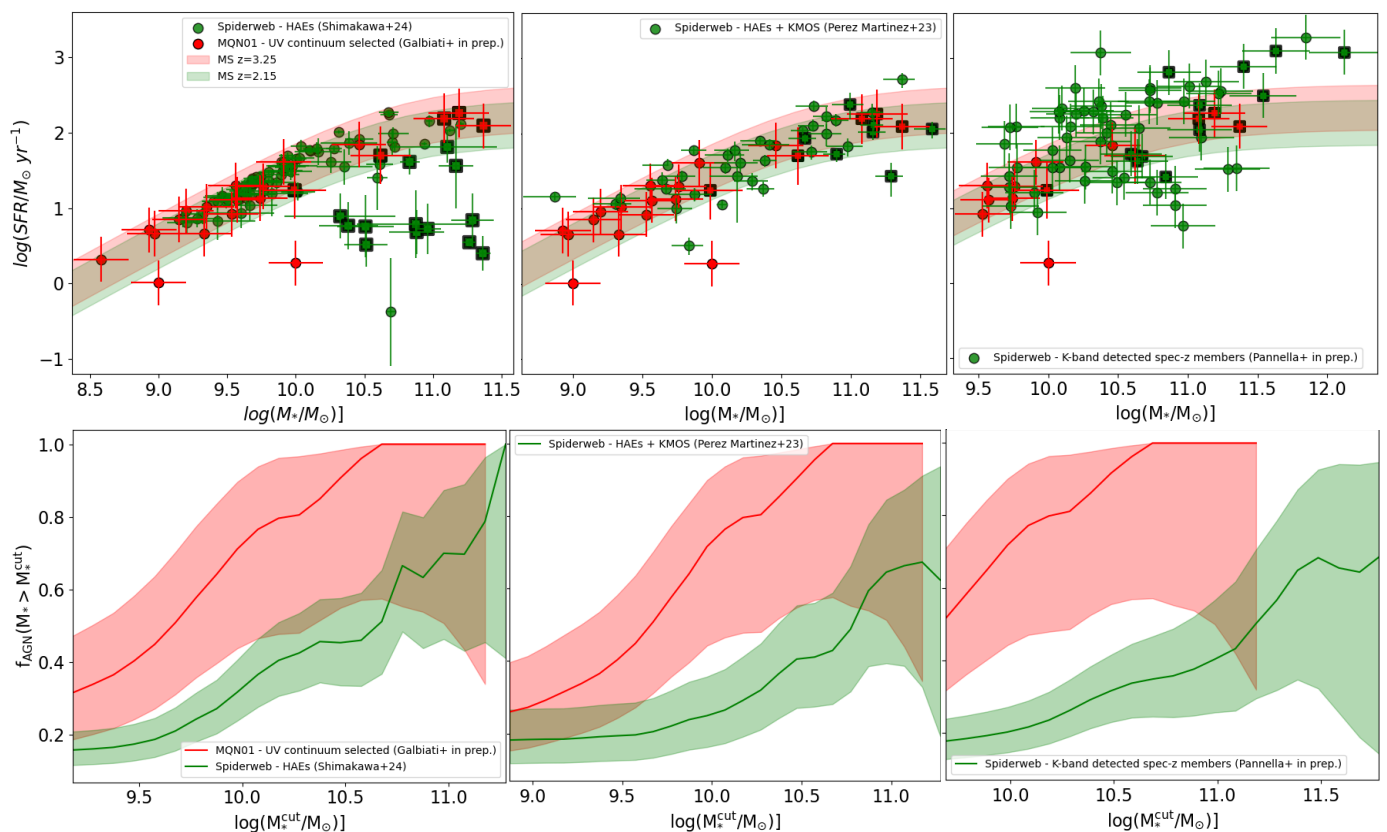 Spiderweb - HAEs (Shimakawa+24)
MQN01 - UV continuum selected (Galbiati+ in prep.)
MS z=3.25
MS z=2.15
Spiderweb - HAEs + KMOS (Perez Martinez+23)
Spiderweb - K-band detected spec-z members (Pannella+ in prep.)
log(SFR/M⊙ yr⁻¹)
3
2
1
0
−1
8.5 9.0 9.5 10.0 10.5 11.0 11.5
log(M*/M⊙)]
9.0 9.5 10.0 10.5 11.0 11.5
log(M*/M⊙)]
9.5 10.0 10.5 11.0 11.5 12.0
log(M*/M⊙)]
f_AGN(M* > M*^cut)
1.0
0.8
0.6
0.4
0.2
MQN01 - UV continuum selected (Galbiati+ in prep.)
Spiderweb - HAEs (Shimakawa+24)
Spiderweb - HAEs + KMOS (Perez Martinez+23)
Spiderweb - K-band detected spec-z members (Pannella+ in prep.)
9.5 10.0 10.5 11.0
log(M*^cut/M⊙)]
9.0 9.5 10.0 10.5 11.0
log(M*^cut/M⊙)]
10.0 10.5 11.0 11.5
log(M*^cut/M⊙)]